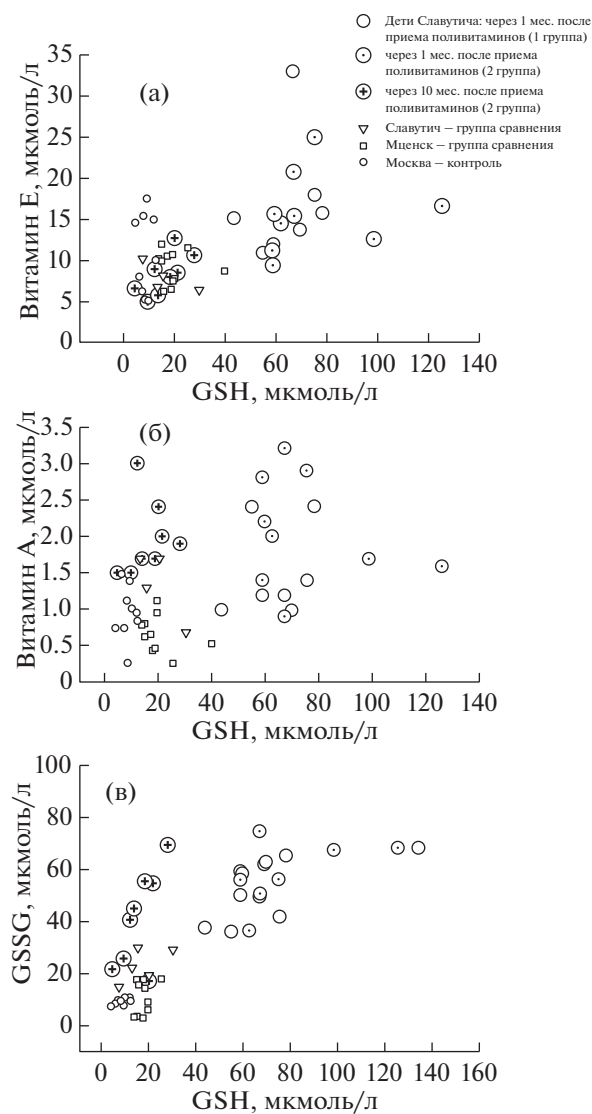 Дети Славутича: через 1 мес. после
приема поливитаминов (1 группа)
через 1 мес. после приема
поливитаминов (2 группа)
через 10 мес. после приема
поливитаминов (2 группа)
Славутич – группа сравнения
Мценск – группа сравнения
Москва – контроль
(а)
Витамин Е, мкмоль/л
35
30
25
20
15
10
5
0
0 20 40 60 80 100 120 140
GSH, мкмоль/л
(б)
Витамин А, мкмоль/л
3.5
3.0
2.5
2.0
1.5
1.0
0.5
0
0 20 40 60 80 100 120 140
GSH, мкмоль/л
(в)
GSSG, мкмоль/л
100
80
60
40
20
0
0 20 40 60 80 100 120 140 160
GSH, мкмоль/л